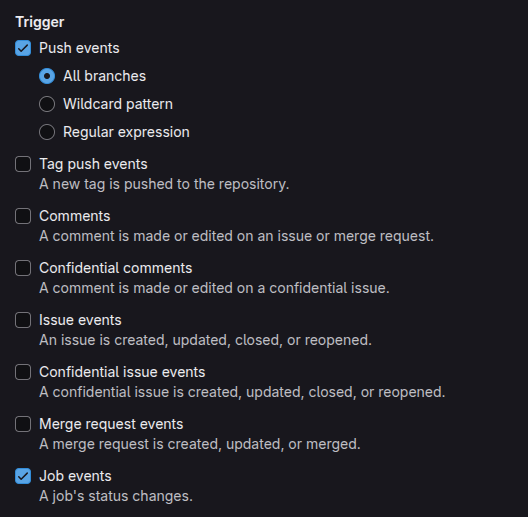 Trigger
Push events
All branches
Wildcard pattern
Regular expression
Tag push events
A new tag is pushed to the repository.
Comments
A comment is made or edited on an issue or merge request.
Confidential comments
A comment is made or edited on a confidential issue.
Issue events
An issue is created, updated, closed, or reopened.
Confidential issue events
A confidential issue is created, updated, closed, or reopened.
Merge request events
A merge request is created, updated, or merged.
Job events
A job's status changes.